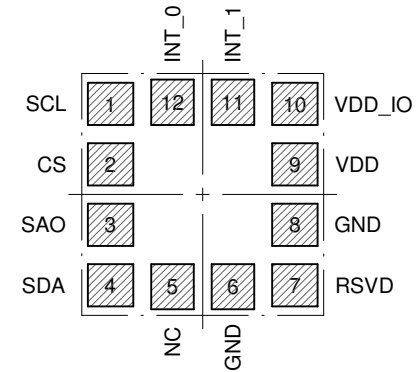 INT_0 INT_1
SCL 1 12 11 10 VDD_IO
CS 2 9 VDD
SAO 3 8 GND
SDA 4 5 6 7 RSVD
NC GND